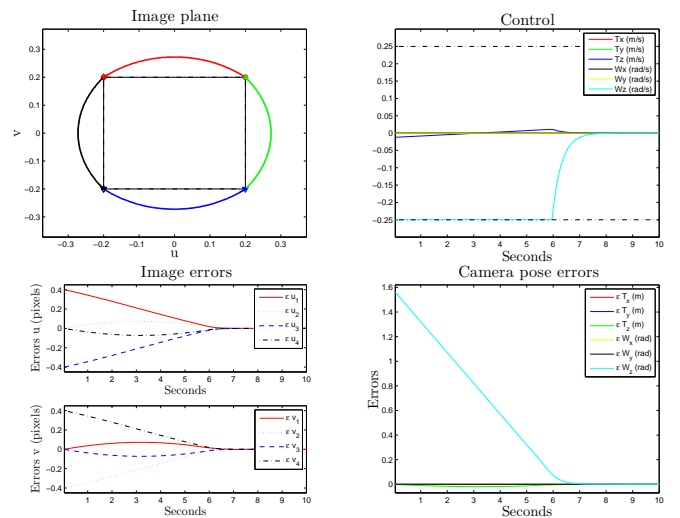 Image plane
0.3
0.2
0.1
0
−0.1
−0.2
−0.3
v
−0.3 −0.2 −0.1 0 0.1 0.2 0.3
u
Control
0.25
0.2
0.15
0.1
0.05
0
−0.05
−0.1
−0.15
−0.2
−0.25
Tx (m/s)
Ty (m/s)
Tz (m/s)
Wx (rad/s)
Wy (rad/s)
Wz (rad/s)
1 2 3 4 5 6 7 8 9 10
Seconds
Image errors
Errors u (pixels)
0.4
0.2
0
−0.2
−0.4
ε u1
ε u2
ε u3
ε u4
1 2 3 4 5 6 7 8 9 10
Seconds
Errors v (pixels)
0.4
0.2
0
−0.2
−0.4
ε v1
ε v2
ε v3
ε v4
1 2 3 4 5 6 7 8 9 10
Seconds
Camera pose errors
Errors
1.6
1.4
1.2
1
0.8
0.6
0.4
0.2
0
ε Tx (m)
ε Ty (m)
ε Tz (m)
ε Wx (rad)
ε Wy (rad)
ε Wz (rad)
1 2 3 4 5 6 7 8 9 10
Seconds